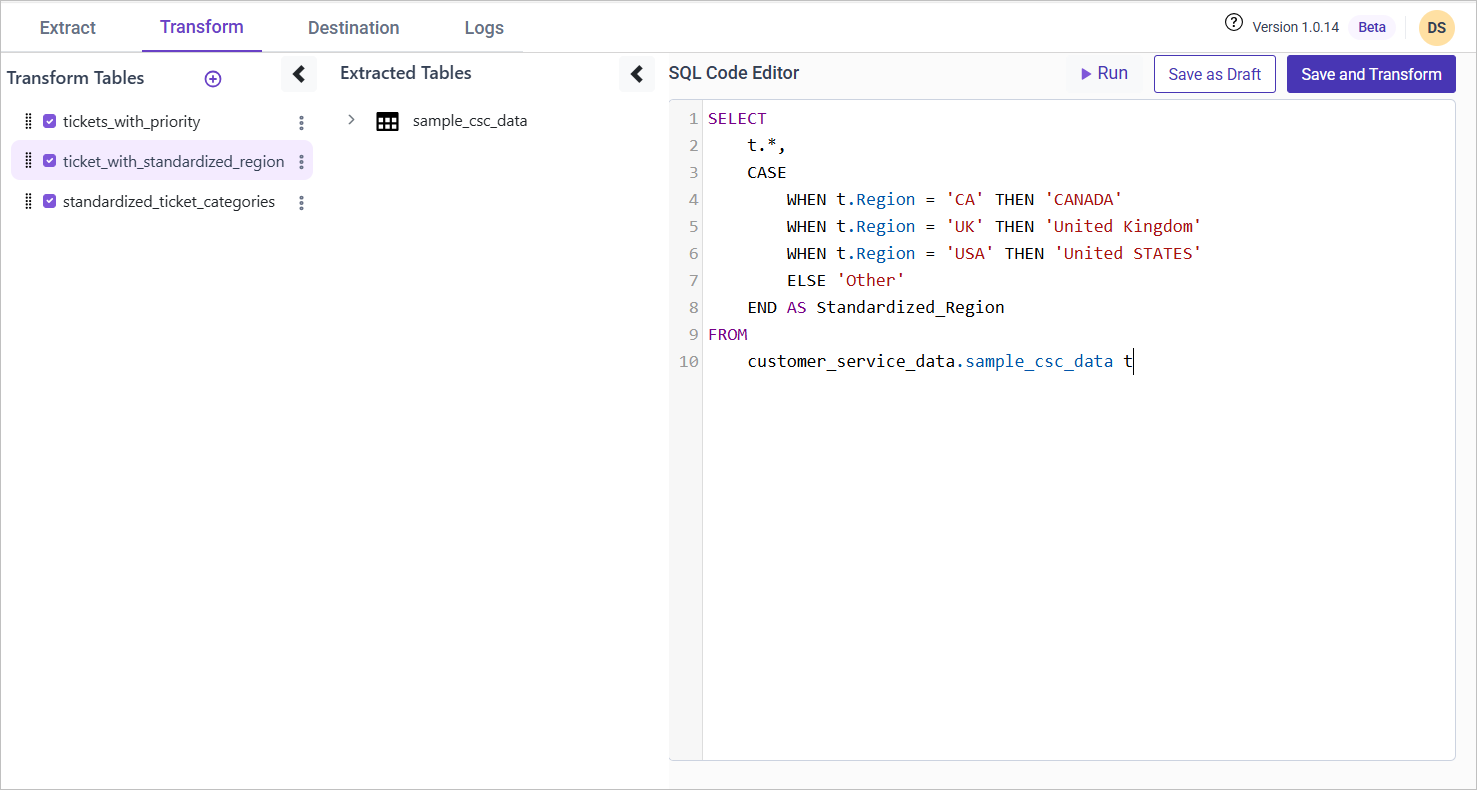 Extract Transform Destination Logs Version 1.0.14 Beta DS
Transform Tables
tickets_with_priority
ticket_with_standardized_region
standardized_ticket_categories
Extracted Tables
sample_csc_data
SQL Code Editor Run Save as Draft Save and Transform
1 SELECT
2     t.*,
3     CASE
4         WHEN t.Region = 'CA' THEN 'CANADA'
5         WHEN t.Region = 'UK' THEN 'United Kingdom'
6         WHEN t.Region = 'USA' THEN 'United STATES'
7         ELSE 'Other'
8     END AS Standardized_Region
9 FROM
10     customer_service_data.sample_csc_data t